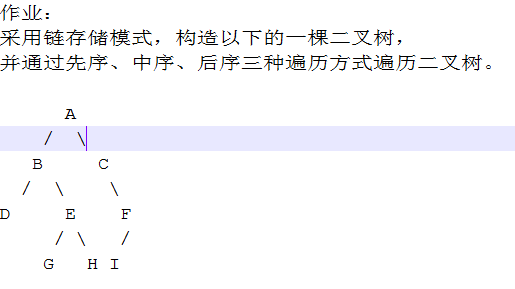 作业：
采用链存储模式，构造以下的一棵二叉树，
并通过先序、中序、后序三种遍历方式遍历二叉树。
      A
    /  \
   B     C
  /  \    \
D     E    F
     / \   /
    G   H I